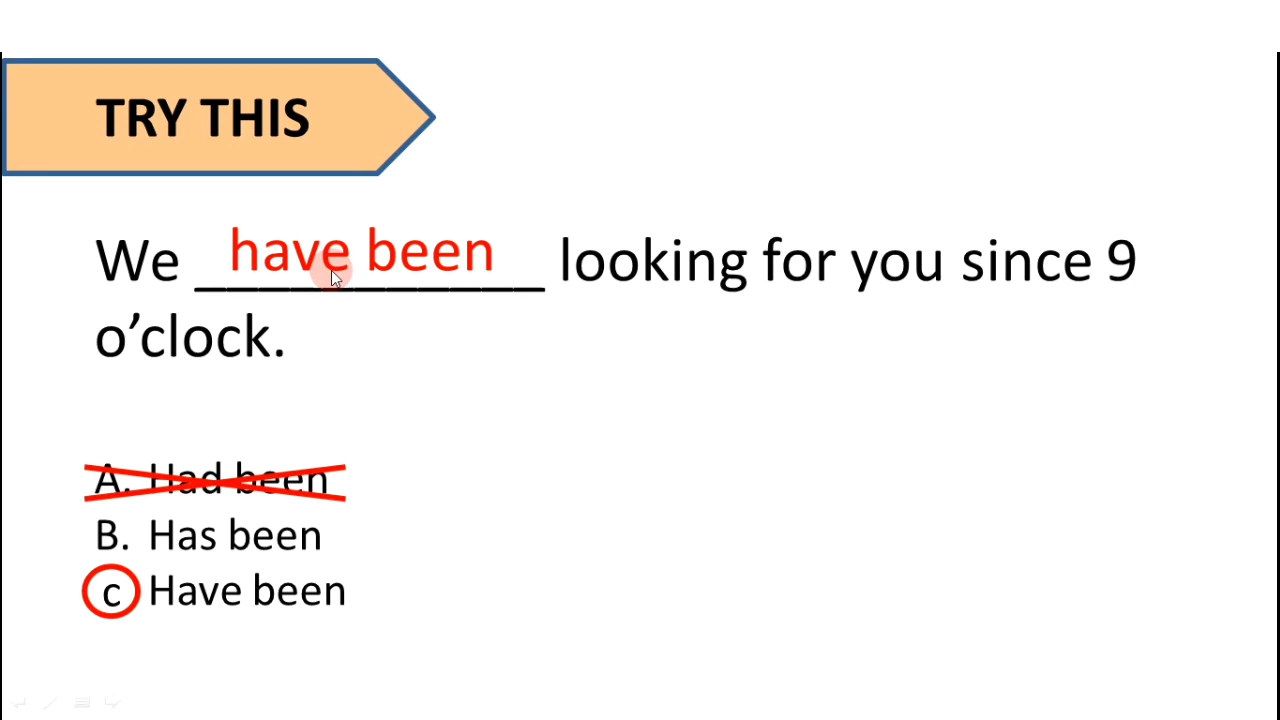 TRY THIS
We have been looking for you since 9
o’clock.
A. Had been
B. Has been
c Have been